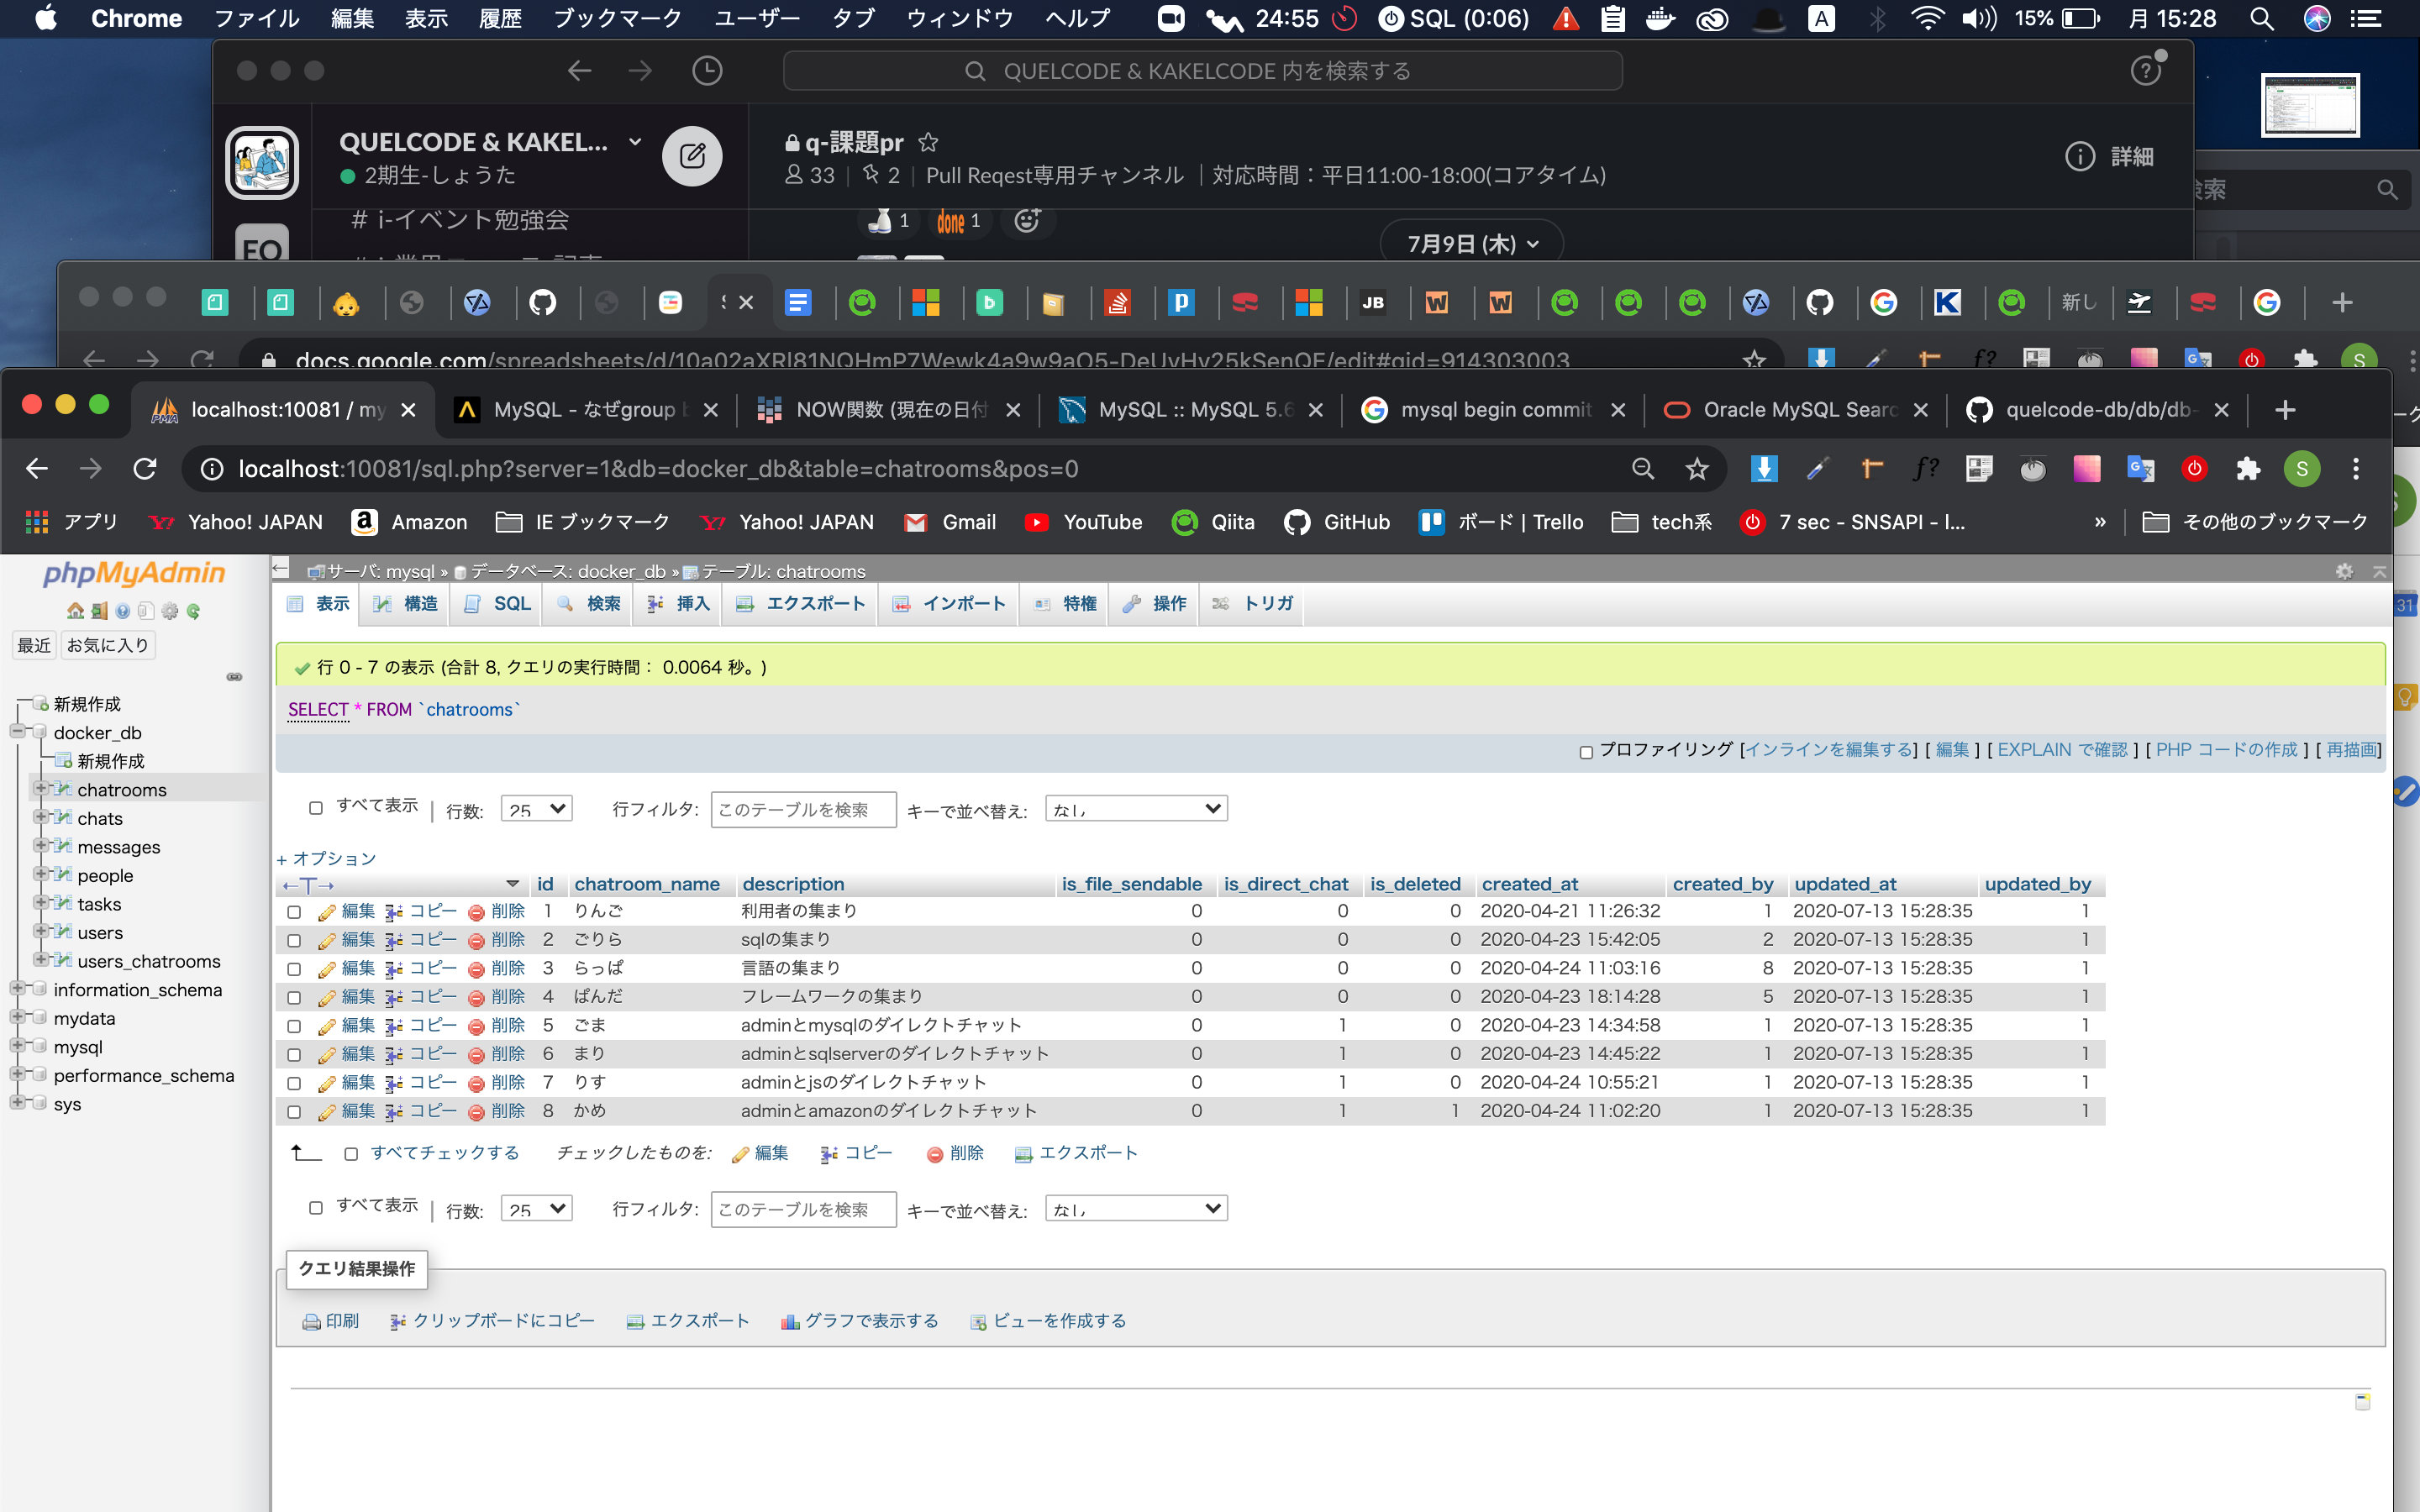 Chrome ファイル 編集 表示 履歴 ブックマーク ユーザー タブ ウィンドウ ヘルプ 24:55 SQL (0:06) A 15% 月 15:28
QUELCODE & KAKELCODE 内を検索する
QUELCODE & KAKEL...
2期生-しょうた
q-課題pr
33 | 2 | Pull Reqest専用チャンネル | 対応時間：平日11:00-18:00(コアタイム)
詳細
検索
# i-イベント勉強会
1 done 1
7月9日 (木)
新し
docs.google.com/spreadsheets/d/10a02aXRl81NQHmP7Wewk4a9w9aO5-DeUvHv25kSenQE/edit#gid=914303003
localhost:10081 / my
MySQL - なぜgroup b
NOW関数 (現在の日付
MySQL :: MySQL 5.6
mysql begin commit
Oracle MySQL Searc
quelcode-db/db/db-
localhost:10081/sql.php?server=1&db=docker_db&table=chatrooms&pos=0
アプリ Yahoo! JAPAN Amazon IE ブックマーク Yahoo! JAPAN Gmail YouTube Qiita GitHub ボード | Trello tech系 7 sec - SNSAPI - I... » その他のブックマーク
phpMyAdmin
最近 お気に入り
新規作成
docker_db
新規作成
chatrooms
chats
messages
people
tasks
users
users_chatrooms
information_schema
mydata
mysql
performance_schema
sys
サーバ: mysql » データベース: docker_db » テーブル: chatrooms
表示 構造 SQL 検索 挿入 エクスポート インポート 特権 操作 トリガ
行 0 - 7 の表示 (合計 8, クエリの実行時間： 0.0064 秒。)
SELECT * FROM `chatrooms`
プロファイリング [インラインを編集する] [ 編集 ] [ EXPLAIN で確認 ] [ PHP コードの作成 ] [ 再描画]
すべて表示 | 行数: 25 行フィルタ: このテーブルを検索 キーで並べ替え: なし
+ オプション
←T→ id chatroom_name description is_file_sendable is_direct_chat is_deleted created_at created_by updated_at updated_by
編集 コピー 削除 1 りんご 利用者の集まり 0 0 0 2020-04-21 11:26:32 1 2020-07-13 15:28:35 1
編集 コピー 削除 2 ごりら sqlの集まり 0 0 0 2020-04-23 15:42:05 2 2020-07-13 15:28:35 1
編集 コピー 削除 3 らっぱ 言語の集まり 0 0 0 2020-04-24 11:03:16 8 2020-07-13 15:28:35 1
編集 コピー 削除 4 ぱんだ フレームワークの集まり 0 0 0 2020-04-23 18:14:28 5 2020-07-13 15:28:35 1
編集 コピー 削除 5 ごま adminとmysqlのダイレクトチャット 0 1 0 2020-04-23 14:34:58 1 2020-07-13 15:28:35 1
編集 コピー 削除 6 まり adminとsqlserverのダイレクトチャット 0 1 0 2020-04-23 14:45:22 1 2020-07-13 15:28:35 1
編集 コピー 削除 7 りす adminとjsのダイレクトチャット 0 1 0 2020-04-24 10:55:21 1 2020-07-13 15:28:35 1
編集 コピー 削除 8 かめ adminとamazonのダイレクトチャット 0 1 1 2020-04-24 11:02:20 1 2020-07-13 15:28:35 1
すべてチェックする チェックしたものを: 編集 コピー 削除 エクスポート
すべて表示 | 行数: 25 行フィルタ: このテーブルを検索 キーで並べ替え: なし
クエリ結果操作
印刷 クリップボードにコピー エクスポート グラフで表示する ビューを作成する